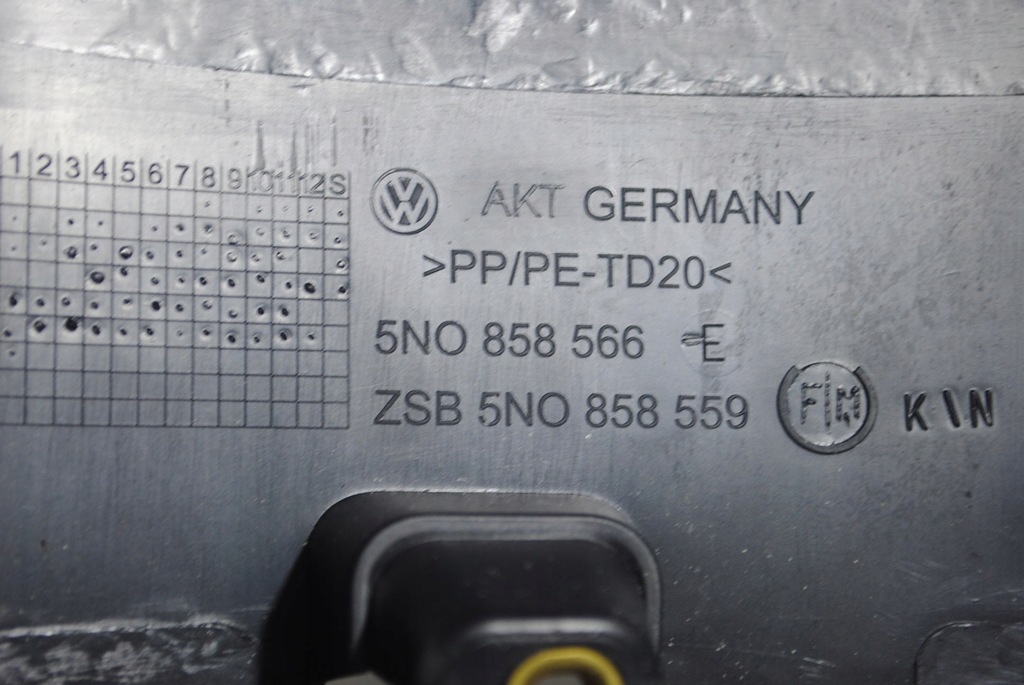 1 2 3 4 5 6 7 8 9 10 11 12 S
VW AKT GERMANY
>PP/PE-TD20<
5NO 858 566 E
ZSB 5NO 858 559
KIN